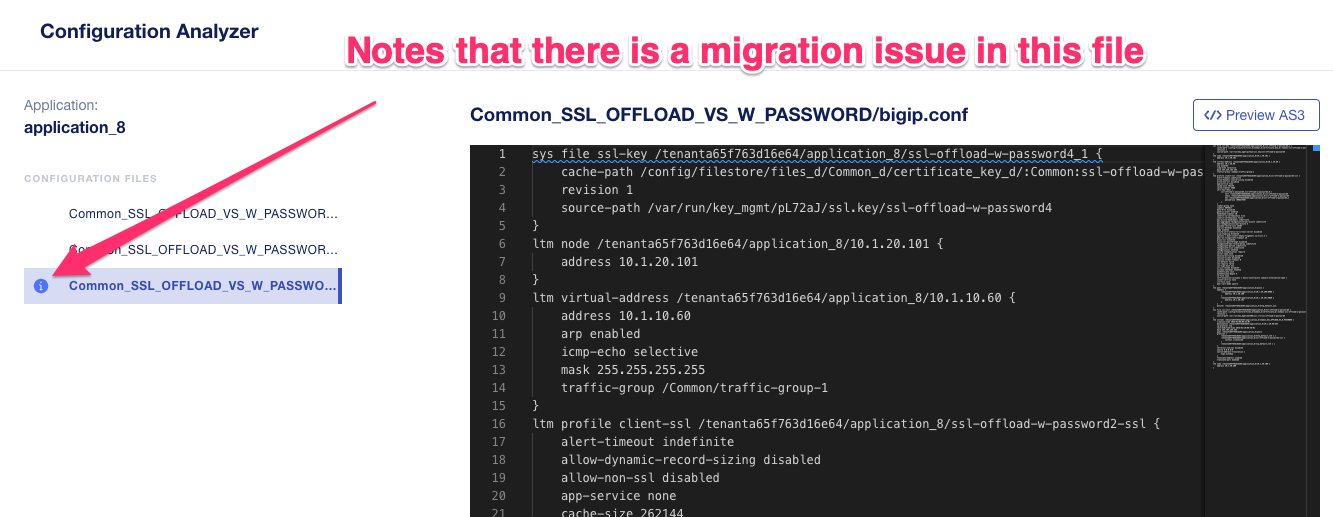 Configuration Analyzer
Notes that there is a migration issue in this file
Application:
application_8
CONFIGURATION FILES
Common_SSL_OFFLOAD_VS_W_PASSWOR...
Common_SSL_OFFLOAD_VS_W_PASSWOR...
Common_SSL_OFFLOAD_VS_W_PASSWO...
Common_SSL_OFFLOAD_VS_W_PASSWORD/bigip.conf
</> Preview AS3
1 sys file ssl-key /tenanta65f763d16e64/application_8/ssl-offload-w-password4_1 {
2 cache-path /config/filestore/files_d/Common_d/certificate_key_d/:Common:ssl-offload-w-pas
3 revision 1
4 source-path /var/run/key_mgmt/pL72aJ/ssl.key/ssl-offload-w-password4
5 }
6 ltm node /tenanta65f763d16e64/application_8/10.1.20.101 {
7 address 10.1.20.101
8 }
9 ltm virtual-address /tenanta65f763d16e64/application_8/10.1.10.60 {
10 address 10.1.10.60
11 arp enabled
12 icmp-echo selective
13 mask 255.255.255.255
14 traffic-group /Common/traffic-group-1
15 }
16 ltm profile client-ssl /tenanta65f763d16e64/application_8/ssl-offload-w-password2-ssl {
17 alert-timeout indefinite
18 allow-dynamic-record-sizing disabled
19 allow-non-ssl disabled
20 app-service none
21 cache-size 262144